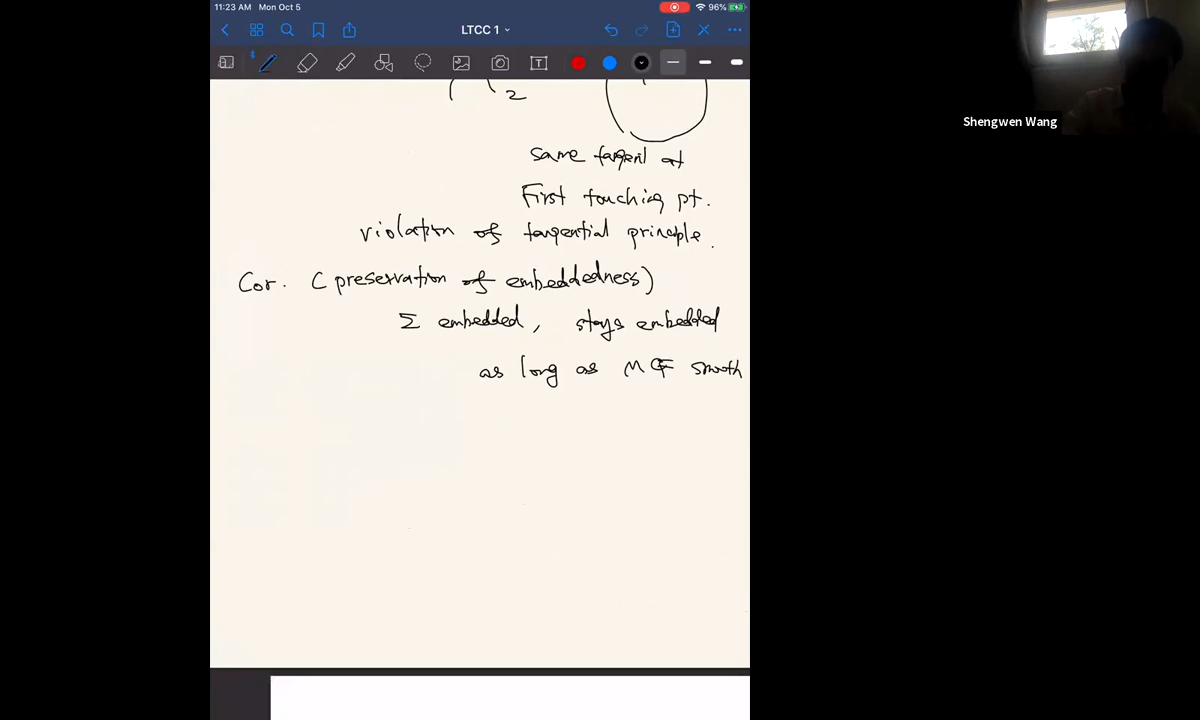 11:23 AM Mon Oct 5
96%
LTCC 1
T
2
same tangent at
First touching pt.
violation of tangential principle.
Cor. (preservation of embeddedness)
Σ embedded, stays embedded
as long as MCF smooth
Shengwen Wang